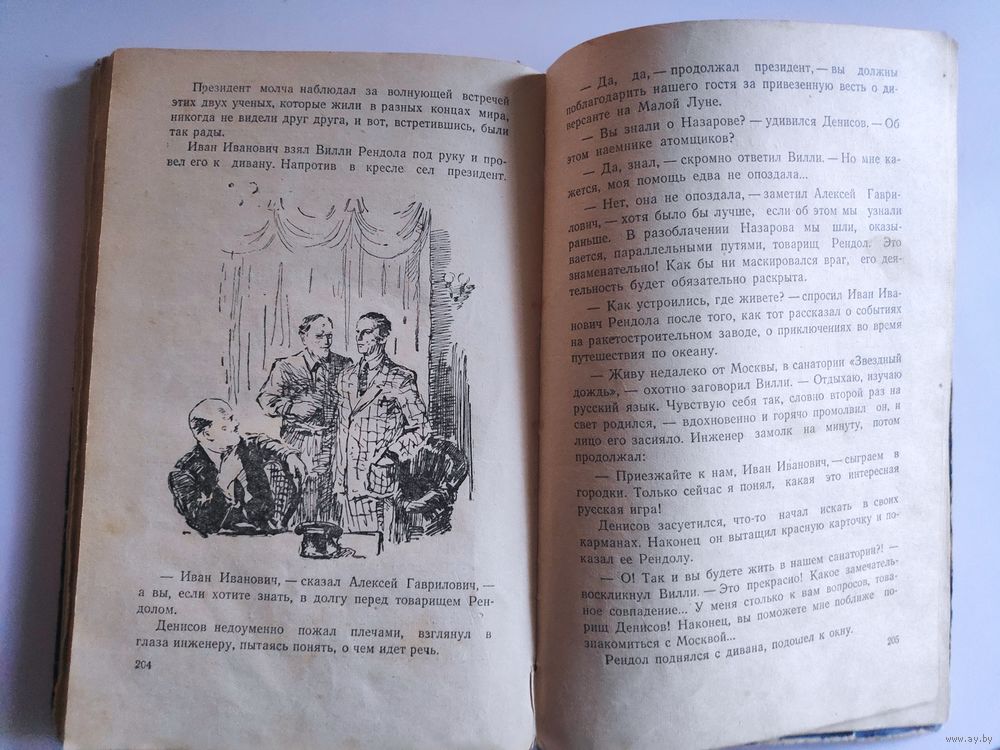 Президент молча наблюдал за волнующей встречей
этих двух ученых, которые жили в разных концах мира,
никогда не видели друг друга, и вот, встретившись, были
так рады.
Иван Иванович взял Вилли Рендола под руку и про-
вел его к дивану. Напротив в кресле сел президент.
— Иван Иванович, — сказал Алексей Гаврилович, —
а вы, если хотите знать, в долгу перед товарищем Рен-
долом.
Денисов недоуменно пожал плечами, взглянул в
глаза инженеру, пытаясь понять, о чем идет речь.
204
— Да, да, — продолжал президент, — вы должны
поблагодарить нашего гостя за привезенную весть о ди-
версанте на Малой Луне.
— Вы знали о Назарове? — удивился Денисов. — Об
этом наемнике атомщиков?
— Да, знал, — скромно ответил Вилли. — Но мне ка-
жется, моя помощь едва не опоздала...
— Нет, она не опоздала, — заметил Алексей Гаври-
лович, — хотя было бы лучше, если об этом мы узнали
раньше. В разоблачении Назарова мы шли, оказы-
вается, параллельными путями, товарищ Рендол. Это
знаменательно! Как бы ни маскировался враг, его дея-
тельность будет обязательно раскрыта.
— Как устроились, где живете? — спросил Иван Ива-
нович Рендола после того, как тот рассказал о событиях
на ракетостроительном заводе, о приключениях во время
путешествия по океану.
— Живу недалеко от Москвы, в санатории «Звездный
дождь», — охотно заговорил Вилли. — Отдыхаю, изучаю
русский язык. Чувствую себя так, словно второй раз на
свет родился, — вдохновенно и горячо промолвил он, и
лицо его засияло. Инженер замолк на минуту, потом
продолжал:
— Приезжайте к нам, Иван Иванович, — сыграем в
городки. Только сейчас я понял, какая это интересная
русская игра!
Денисов засуетился, что-то начал искать в своих
карманах. Наконец он вытащил красную карточку и по-
казал ее Рендолу.
— О! Так и вы будете жить в нашем санатории?! —
воскликнул Вилли. — Это прекрасно! Какое замечатель-
ное совпадение... У меня столько к вам вопросов, това-
рищ Денисов! Наконец, вы поможете мне поближе по-
знакомиться с Москвой...
Рендол поднялся с дивана, подошел к окну.
205
www.ay.by